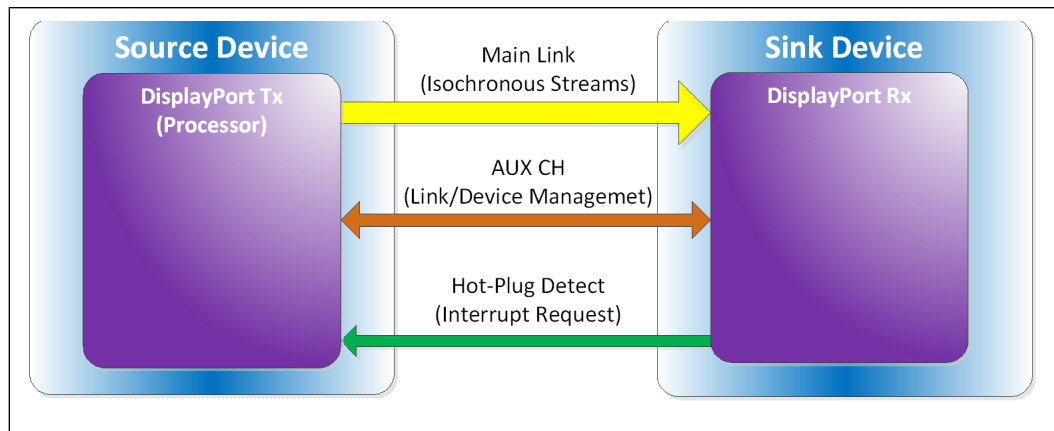 Source Device
DisplayPort Tx
(Processor)
Main Link
(Isochronous Streams)
AUX CH
(Link/Device Managemet)
Hot-Plug Detect
(Interrupt Request)
Sink Device
DisplayPort Rx